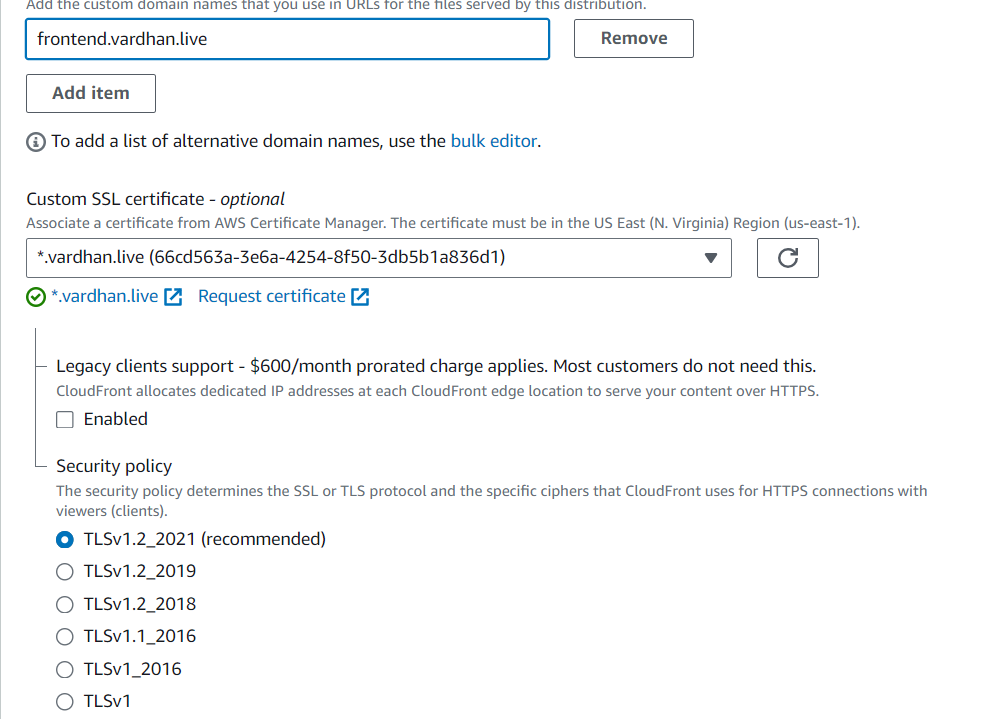 Add the custom domain names that you use in URLs for the files served by this distribution.
frontend.vardhan.live
Remove
Add item
To add a list of alternative domain names, use the bulk editor.
Custom SSL certificate - optional
Associate a certificate from AWS Certificate Manager. The certificate must be in the US East (N. Virginia) Region (us-east-1).
*.vardhan.live (66cd563a-3e6a-4254-8f50-3db5b1a836d1)
*.vardhan.live Request certificate
Legacy clients support - $600/month prorated charge applies. Most customers do not need this.
CloudFront allocates dedicated IP addresses at each CloudFront edge location to serve your content over HTTPS.
Enabled
Security policy
The security policy determines the SSL or TLS protocol and the specific ciphers that CloudFront uses for HTTPS connections with
viewers (clients).
TLSv1.2_2021 (recommended)
TLSv1.2_2019
TLSv1.2_2018
TLSv1.1_2016
TLSv1_2016
TLSv1